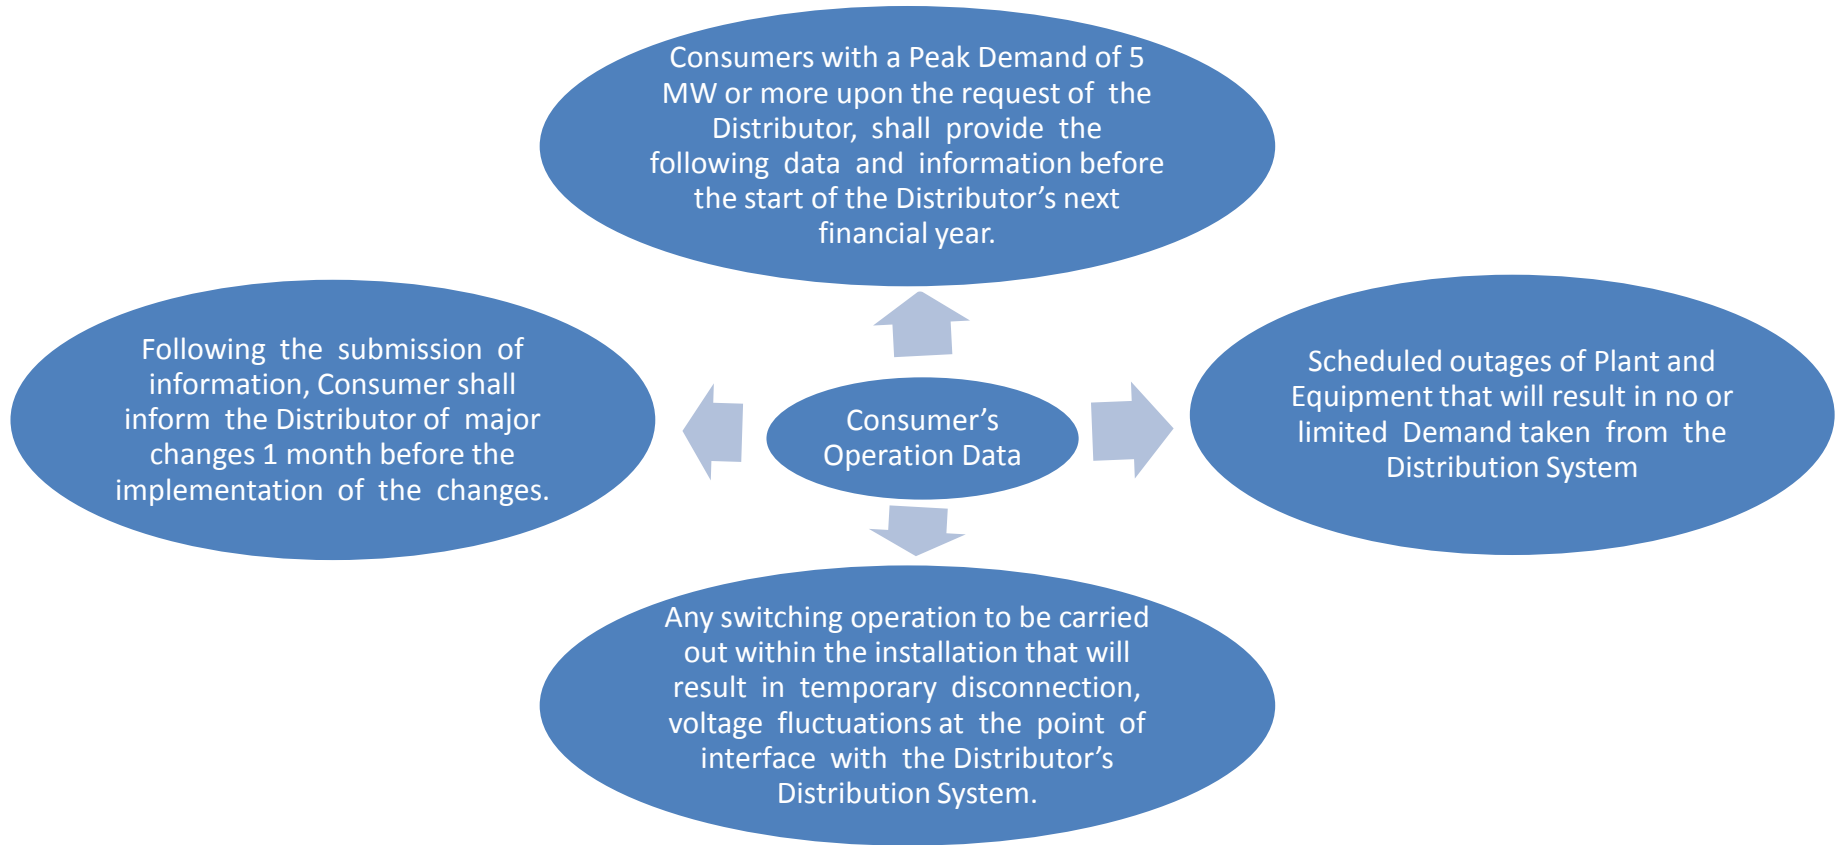 Consumers with a Peak Demand of 5
MW or more upon the request of the
Distributor, shall provide the
following data and information before
the start of the Distributor’s next
financial year.
Following the submission of
information, Consumer shall
inform the Distributor of major
changes 1 month before the
implementation of the changes.
Consumer’s
Operation Data
Scheduled outages of Plant and
Equipment that will result in no or
limited Demand taken from the
Distribution System
Any switching operation to be carried
out within the installation that will
result in temporary disconnection,
voltage fluctuations at the point of
interface with the Distributor’s
Distribution System.